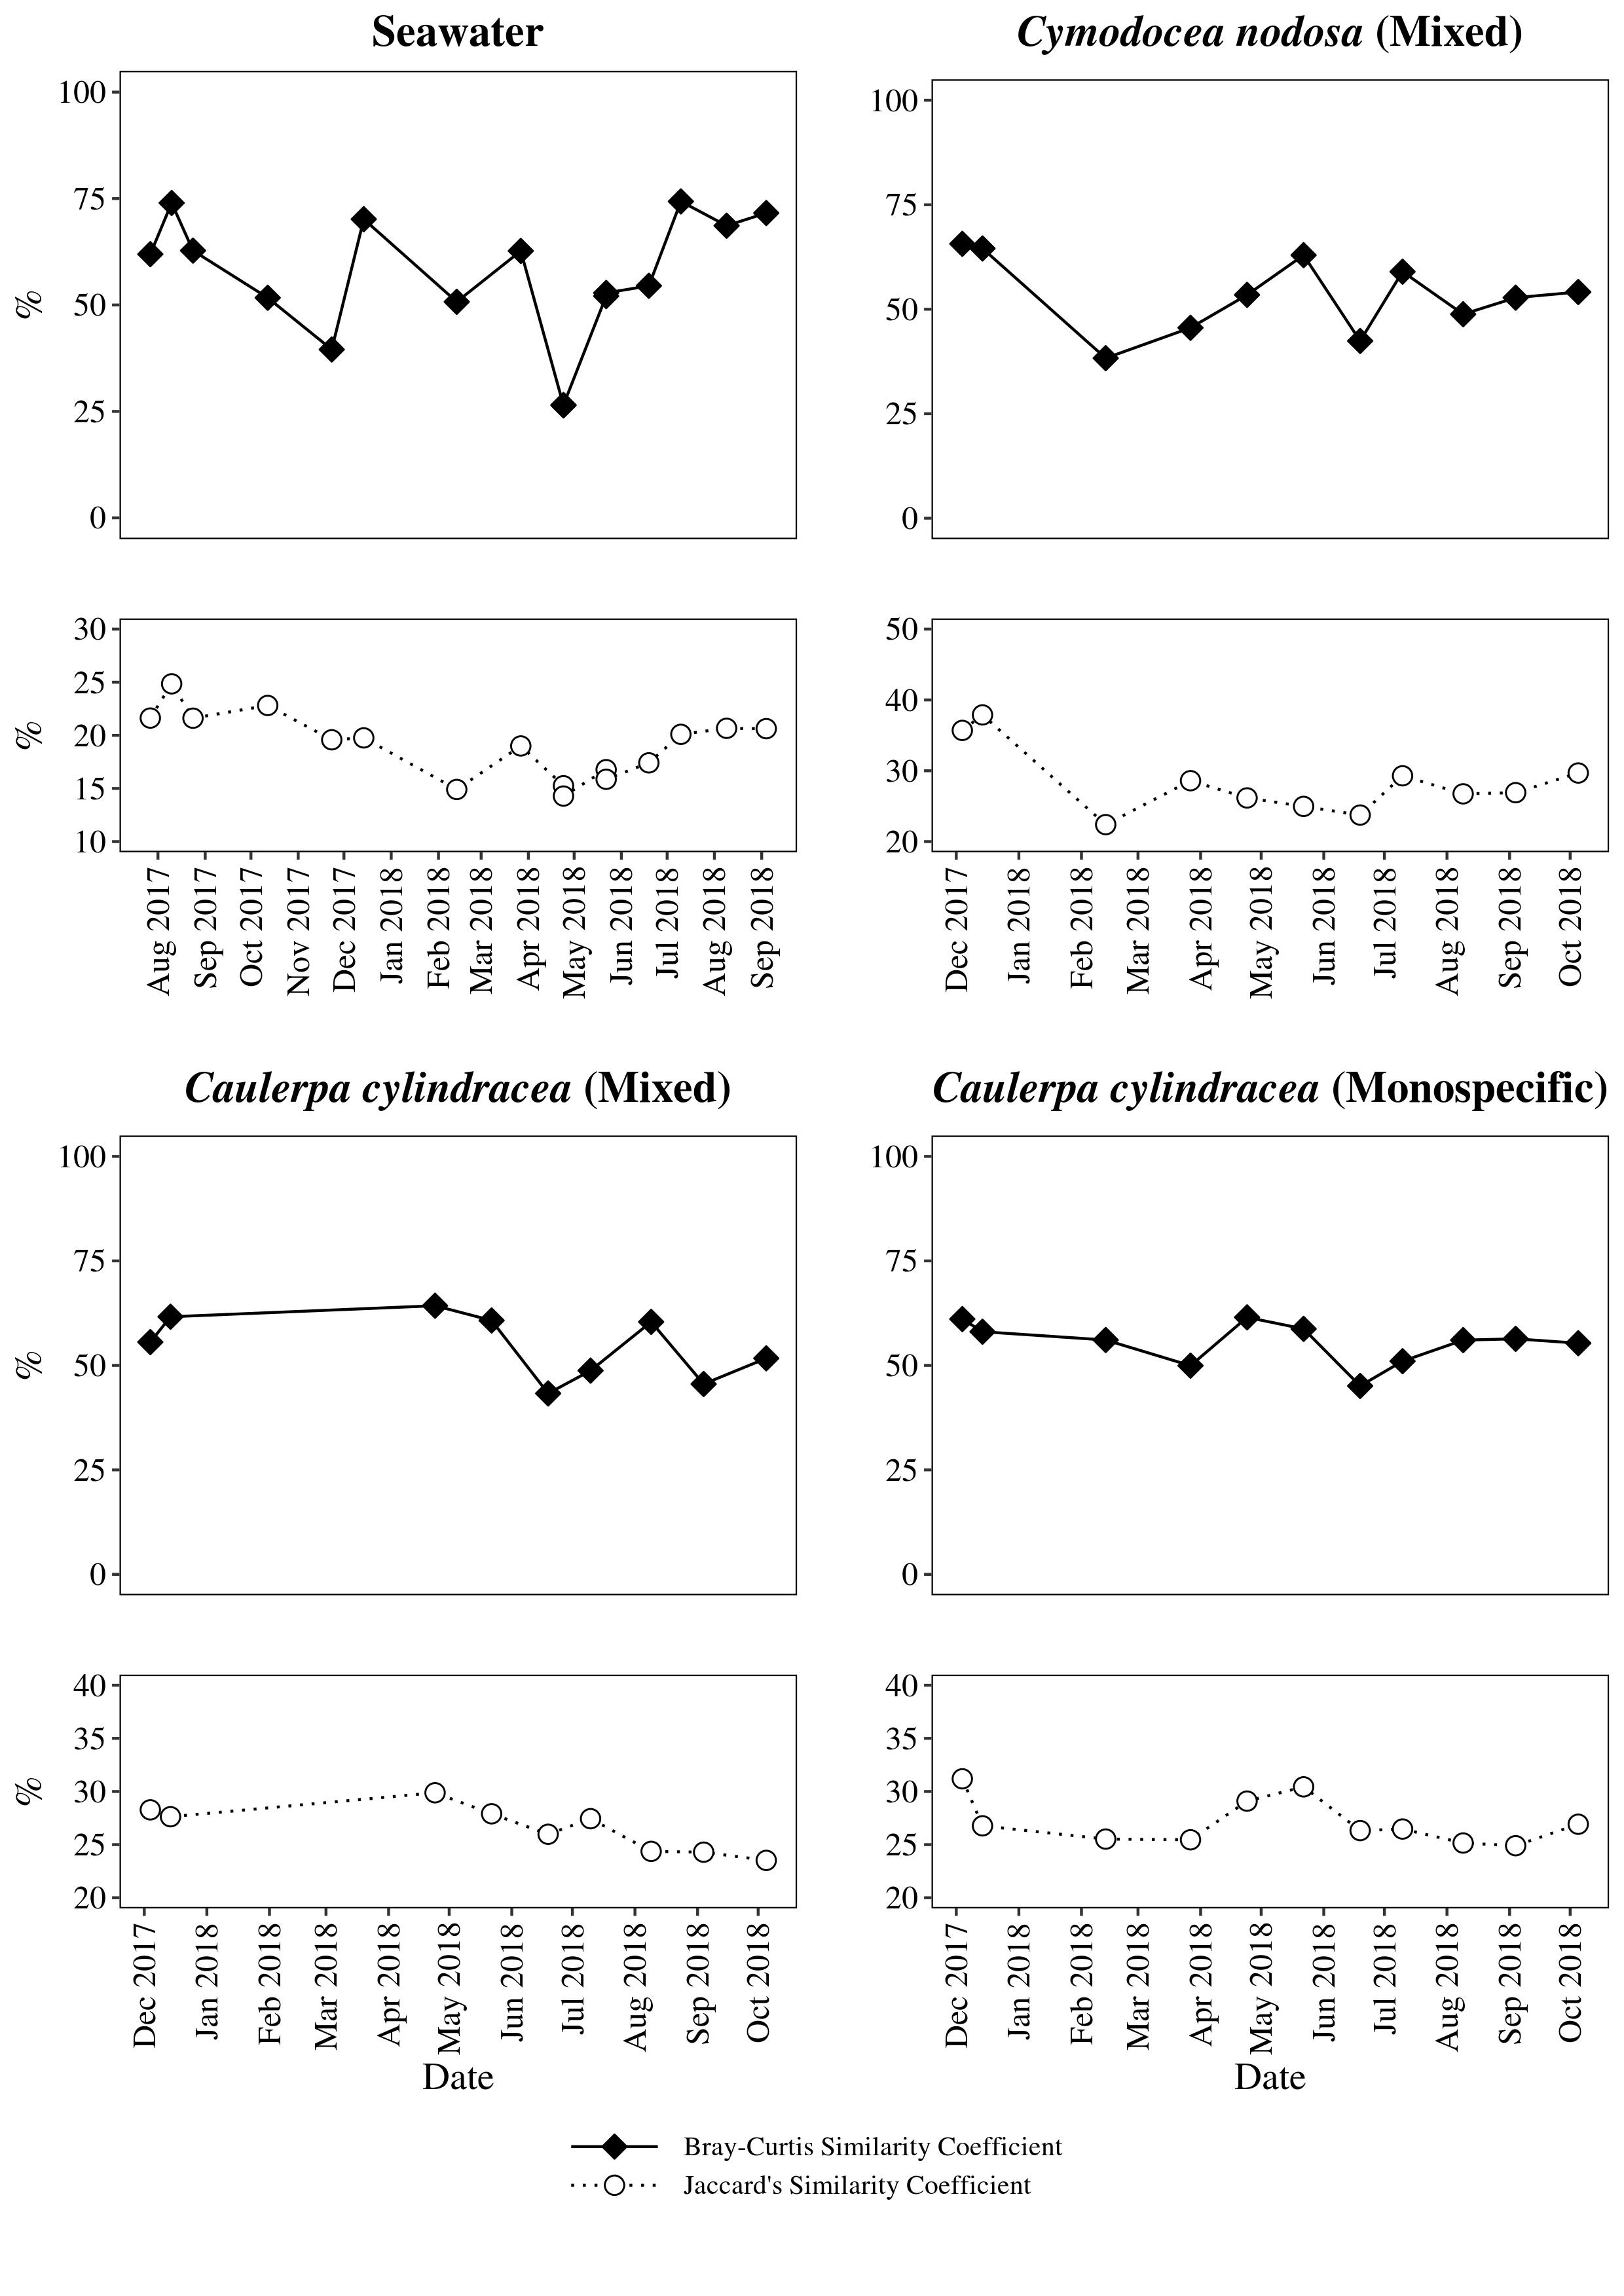 Seawater
Cymodocea nodosa (Mixed)
100
75
50
25
0
%
100
75
50
25
0
30
25
20
15
10
%
50
40
30
20
Aug 2017
Sep 2017
Oct 2017
Nov 2017
Dec 2017
Jan 2018
Feb 2018
Mar 2018
Apr 2018
May 2018
Jun 2018
Jul 2018
Aug 2018
Sep 2018
Dec 2017
Jan 2018
Feb 2018
Mar 2018
Apr 2018
May 2018
Jun 2018
Jul 2018
Aug 2018
Sep 2018
Oct 2018
Caulerpa cylindracea (Mixed)
Caulerpa cylindracea (Monospecific)
100
75
50
25
0
%
100
75
50
25
0
40
35
30
25
20
%
40
35
30
25
20
Dec 2017
Jan 2018
Feb 2018
Mar 2018
Apr 2018
May 2018
Jun 2018
Jul 2018
Aug 2018
Sep 2018
Oct 2018
Date
Dec 2017
Jan 2018
Feb 2018
Mar 2018
Apr 2018
May 2018
Jun 2018
Jul 2018
Aug 2018
Sep 2018
Oct 2018
Date
Bray-Curtis Similarity Coefficient
Jaccard's Similarity Coefficient